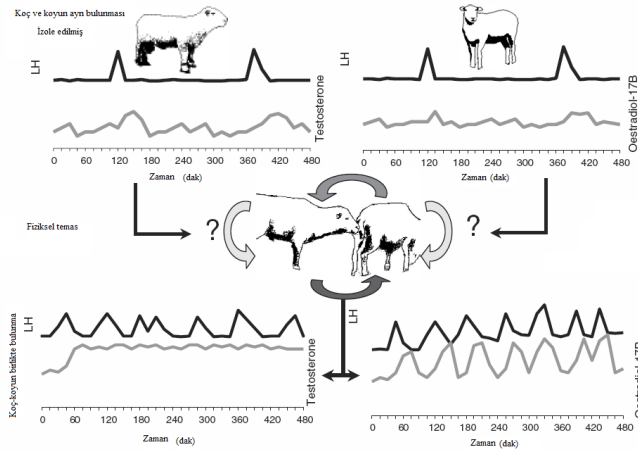 Koç ve koyun ayrı bulunması
İzole edilmiş
LH
Testosterone
0 60 120 180 240 300 360 420 480
Zaman (dak)
LH
Oestradiol-17B
0 60 120 180 240 300 360 420 480
Zaman (dak)
Fiziksel temas
?
?
Koç-koyun birlikte bulunma
LH
Testosterone
0 60 120 180 240 300 360 420 480
Zaman (dak)
LH
Oestradiol-17B
0 60 120 180 240 300 360 420 480
Zaman (dak)